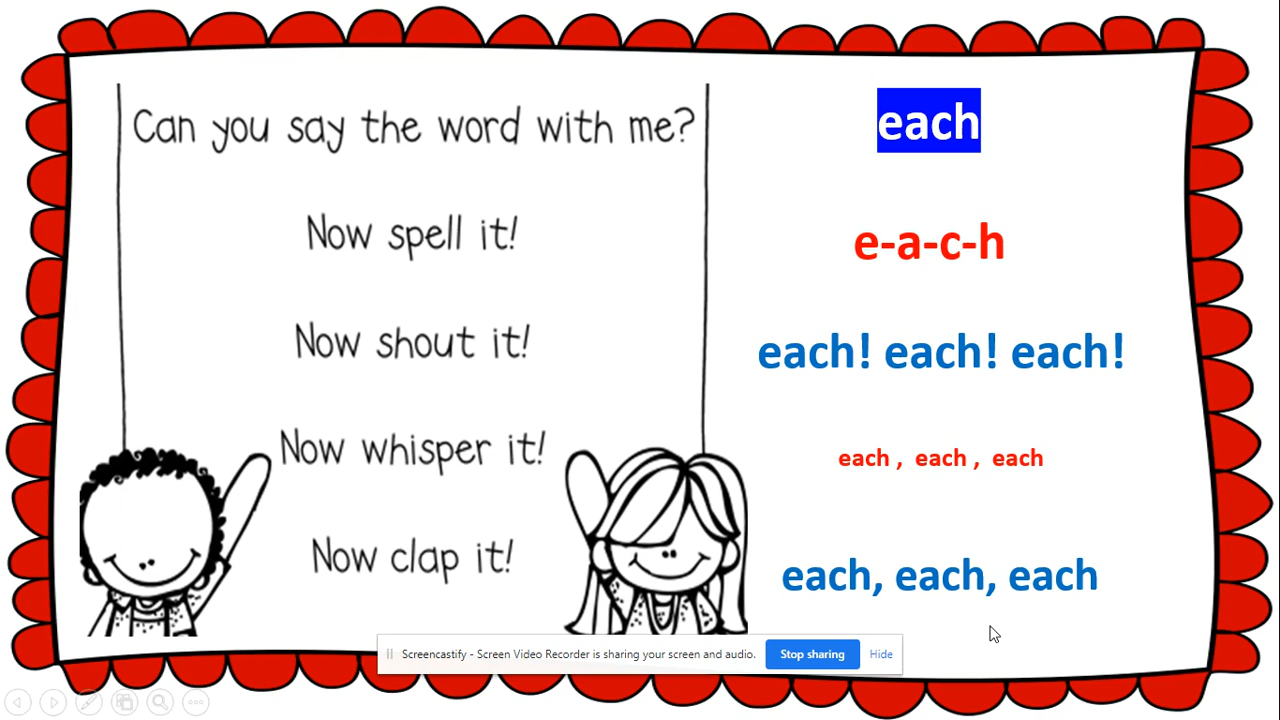 Can you say the word with me?
each
Now spell it!
e-a-c-h
Now shout it!
each! each! each!
Now whisper it!
each , each , each
Now clap it!
each, each, each
Screencastify - Screen Video Recorder is sharing your screen and audio.
Stop sharing
Hide